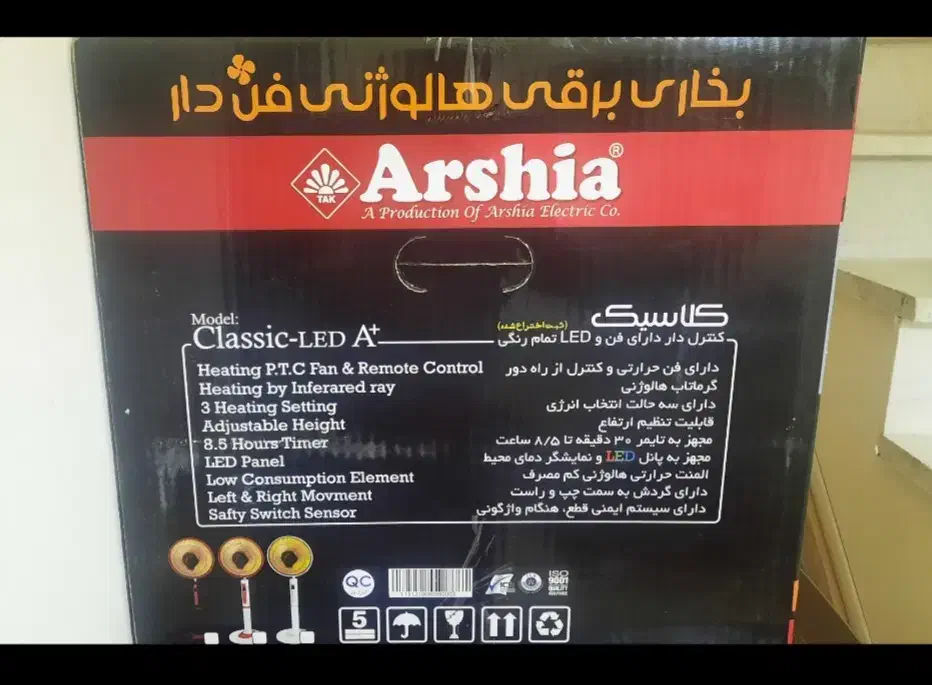 بخاری برقی هالوژنی فن دار
TAK
Arshia®
A Production Of Arshia Electric Co.
Model:
Classic-LED A+
Heating P.T.C Fan & Remote Control
Heating by Inferared ray
3 Heating Setting
Adjustable Height
8.5 Hours Timer
LED Panel
Low Consumption Element
Left & Right Movment
Safty Switch Sensor
کلاسیک
(ثبت اختراع شده)
کنترل دار دارای فن و LED تمام رنگی
دارای فن حرارتی و کنترل از راه دور
گرماتاب هالوژنی
دارای سه حالت انتخاب انرژی
قابلیت تنظیم ارتفاع
مجهز به تایمر ۳۰ دقیقه تا ۸/۵ ساعت
مجهز به پانل LED و نمایشگر دمای محیط
المنت حرارتی هالوژنی کم مصرف
دارای گردش به سمت چپ و راست
دارای سیستم ایمنی قطع، هنگام واژگونی
QC
ISO
9001
5